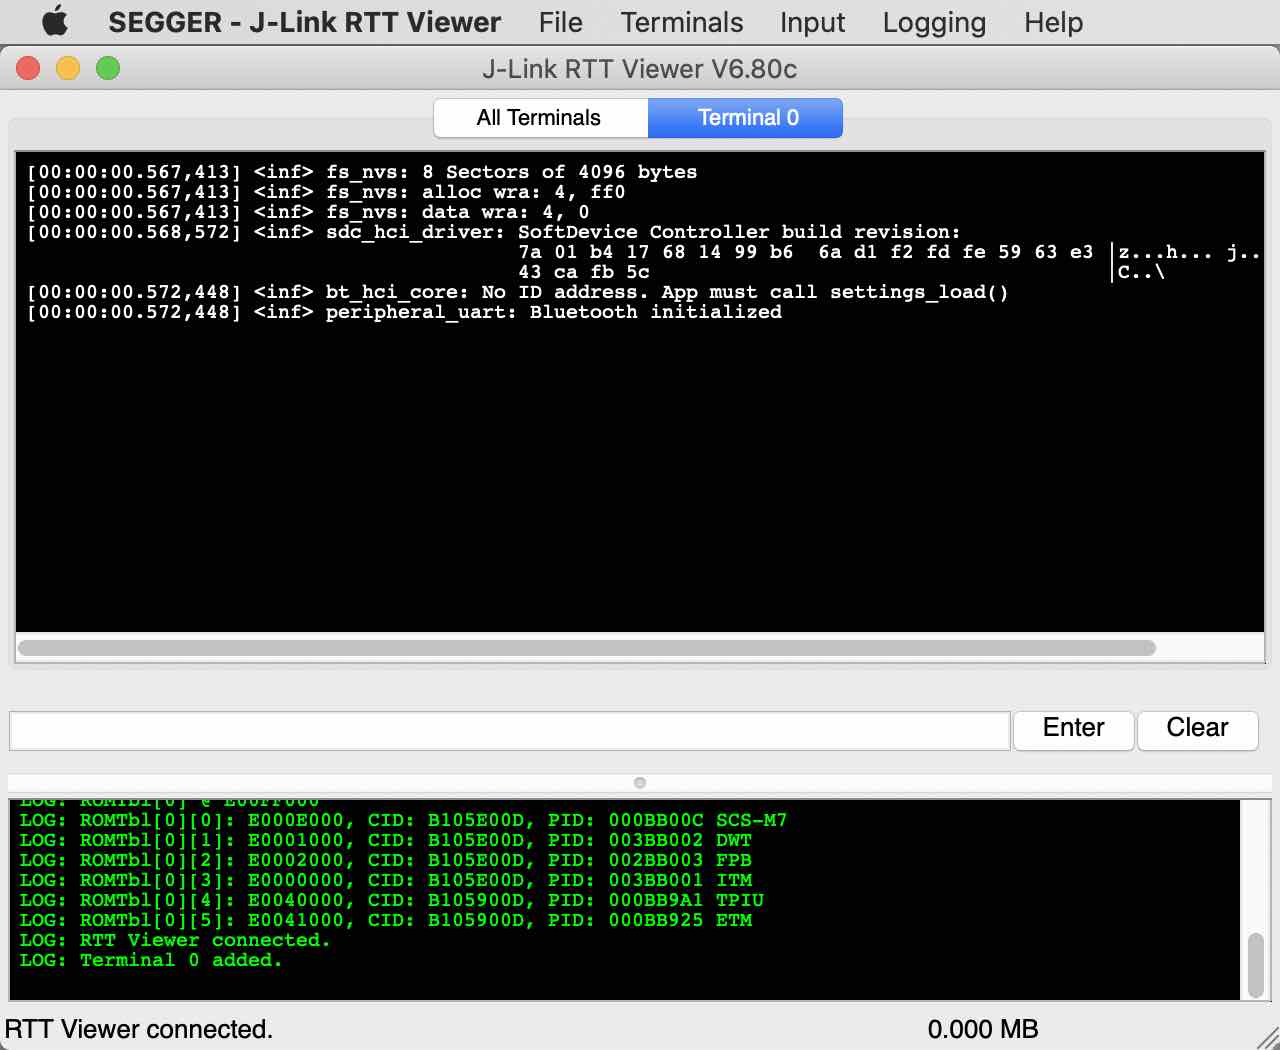 SEGGER - J-Link RTT Viewer File Terminals Input Logging Help
J-Link RTT Viewer V6.80c
All Terminals Terminal 0
[00:00:00.567,413] <inf> fs_nvs: 8 Sectors of 4096 bytes
[00:00:00.567,413] <inf> fs_nvs: alloc wra: 4, ff0
[00:00:00.567,413] <inf> fs_nvs: data wra: 4, 0
[00:00:00.568,572] <inf> sdc_hci_driver: SoftDevice Controller build revision:
7a 01 b4 17 68 14 99 b6  6a d1 f2 fd fe 59 63 e3 |z...h... j..
43 ca fb 5c |C..\
[00:00:00.572,448] <inf> bt_hci_core: No ID address. App must call settings_load()
[00:00:00.572,448] <inf> peripheral_uart: Bluetooth initialized
Enter Clear
LOG: ROMTbl[0] @ E00FF000
LOG: ROMTbl[0][0]: E000E000, CID: B105E00D, PID: 000BB00C SCS-M7
LOG: ROMTbl[0][1]: E0001000, CID: B105E00D, PID: 003BB002 DWT
LOG: ROMTbl[0][2]: E0002000, CID: B105E00D, PID: 002BB003 FPB
LOG: ROMTbl[0][3]: E0000000, CID: B105E00D, PID: 003BB001 ITM
LOG: ROMTbl[0][4]: E0040000, CID: B105900D, PID: 000BB9A1 TPIU
LOG: ROMTbl[0][5]: E0041000, CID: B105900D, PID: 000BB925 ETM
LOG: RTT Viewer connected.
LOG: Terminal 0 added.
RTT Viewer connected. 0.000 MB